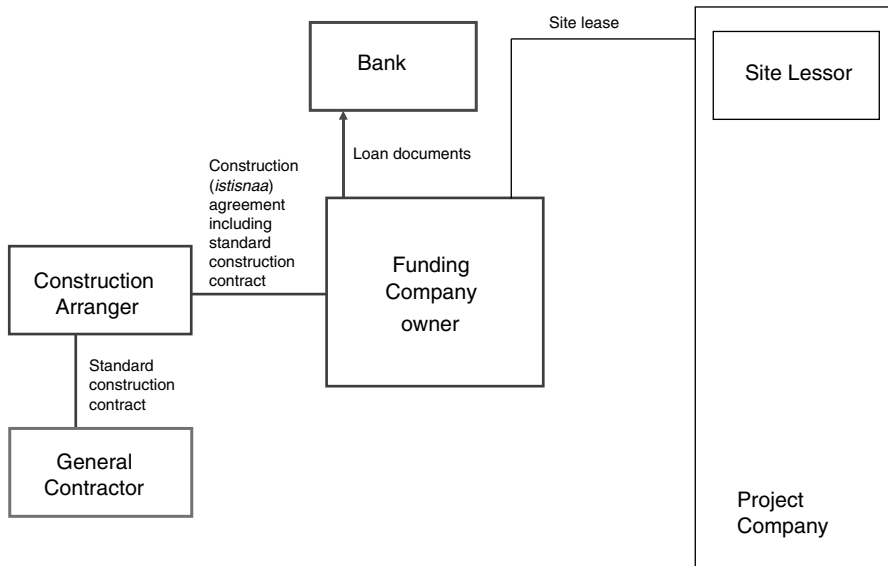 Site lease
Bank
Site Lessor
Loan documents
Construction
(istisnaa)
agreement
including
standard
construction
contract
Funding
Company
owner
Construction
Arranger
Standard
construction
contract
General
Contractor
Project
Company